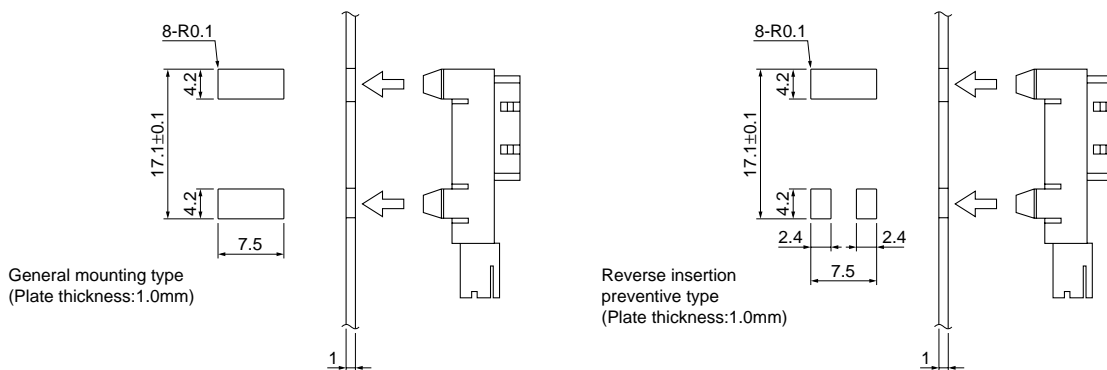 8-R0.1
4.2
17.1±0.1
4.2
7.5
General mounting type
(Plate thickness:1.0mm)
1
8-R0.1
4.2
17.1±0.1
4.2
2.4
2.4
7.5
Reverse insertion
preventive type
(Plate thickness:1.0mm)
1